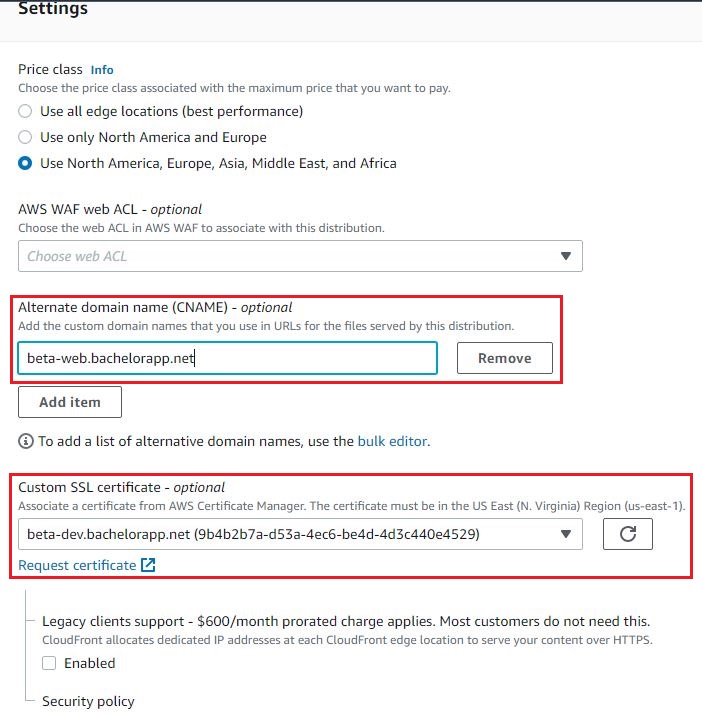 Settings
Price class Info
Choose the price class associated with the maximum price that you want to pay.
Use all edge locations (best performance)
Use only North America and Europe
Use North America, Europe, Asia, Middle East, and Africa
AWS WAF web ACL - optional
Choose the web ACL in AWS WAF to associate with this distribution.
Choose web ACL
Alternate domain name (CNAME) - optional
Add the custom domain names that you use in URLs for the files served by this distribution.
beta-web.bachelorapp.net
Remove
Add item
To add a list of alternative domain names, use the bulk editor.
Custom SSL certificate - optional
Associate a certificate from AWS Certificate Manager. The certificate must be in the US East (N. Virginia) Region (us-east-1).
beta-dev.bachelorapp.net (9b4b2b7a-d53a-4ec6-be4d-4d3c440e4529)
Request certificate
Legacy clients support - $600/month prorated charge applies. Most customers do not need this.
CloudFront allocates dedicated IP addresses at each CloudFront edge location to serve your content over HTTPS.
Enabled
Security policy